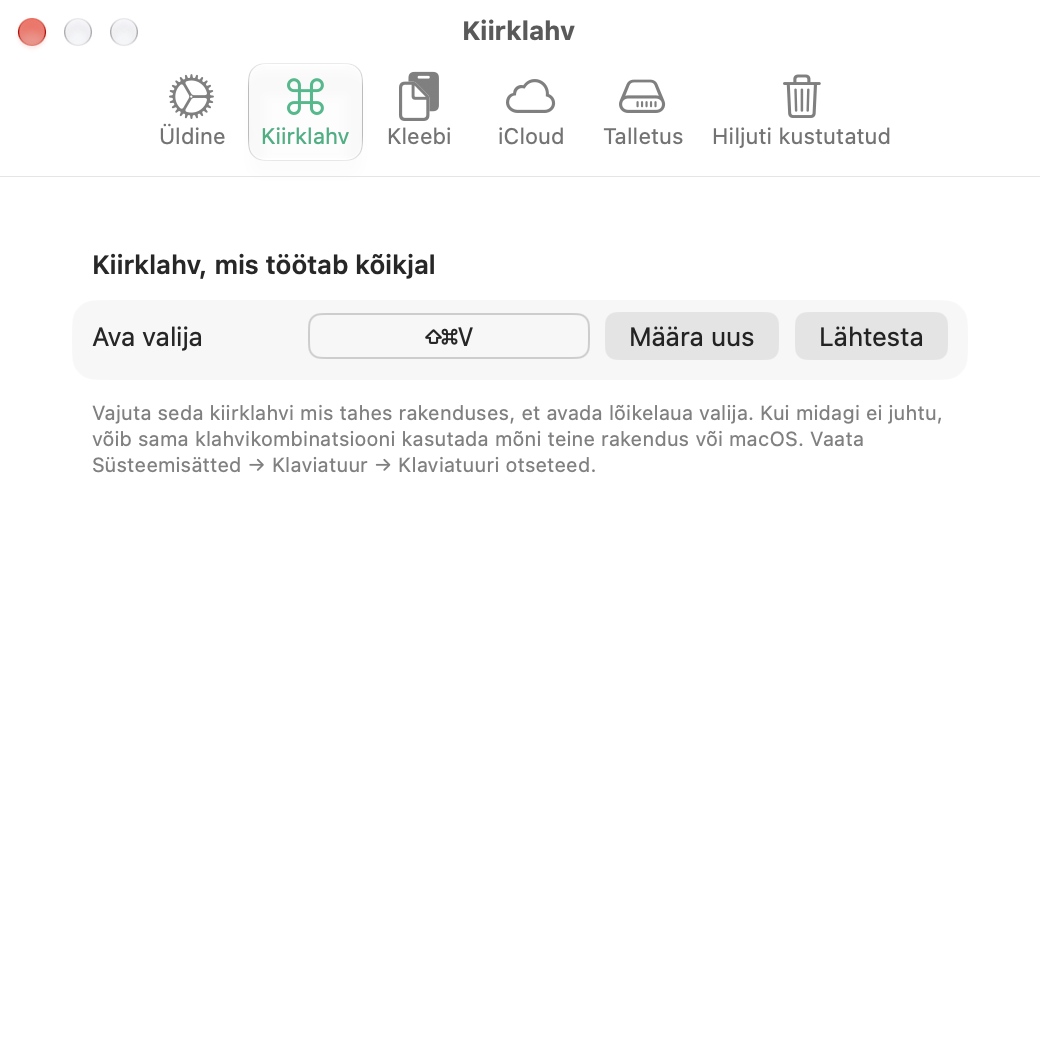 Kiirklahv
Üldine
Kiirklahv
Kleebi
iCloud
Talletus
Hiljuti kustutatud
Kiirklahv, mis töötab kõikjal
Ava valija
⇧⌘V
Määra uus
Lähtesta
Vajuta seda kiirklahvi mis tahes rakenduses, et avada lõikelaua valija. Kui midagi ei juhtu,
võib sama klahvikombinatsiooni kasutada mõni teine rakendus või macOS. Vaata
Süsteemisätted → Klaviatuur → Klaviatuuri otseteed.